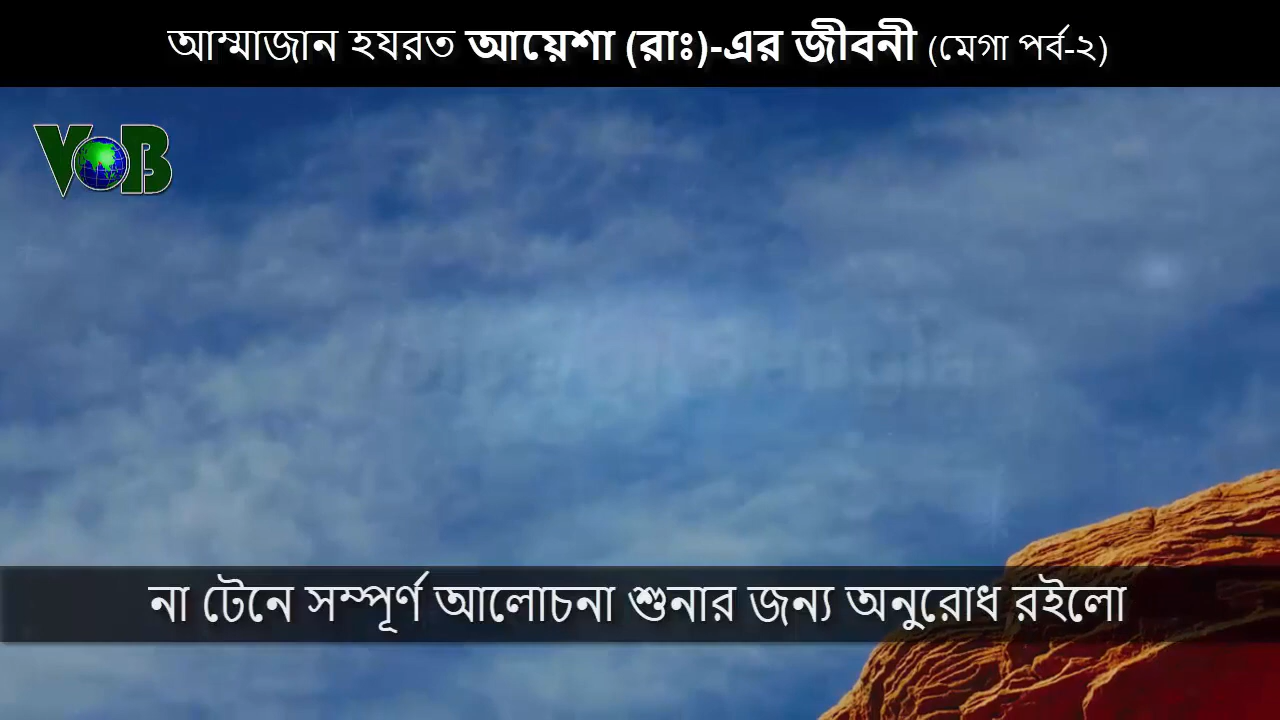 আম্মাজান হযরত আয়েশা (রাঃ)-এর জীবনী (মেগা পর্ব-২)
VOB
না টেনে সম্পূর্ণ আলোচনা শুনার জন্য অনুরোধ রইলো